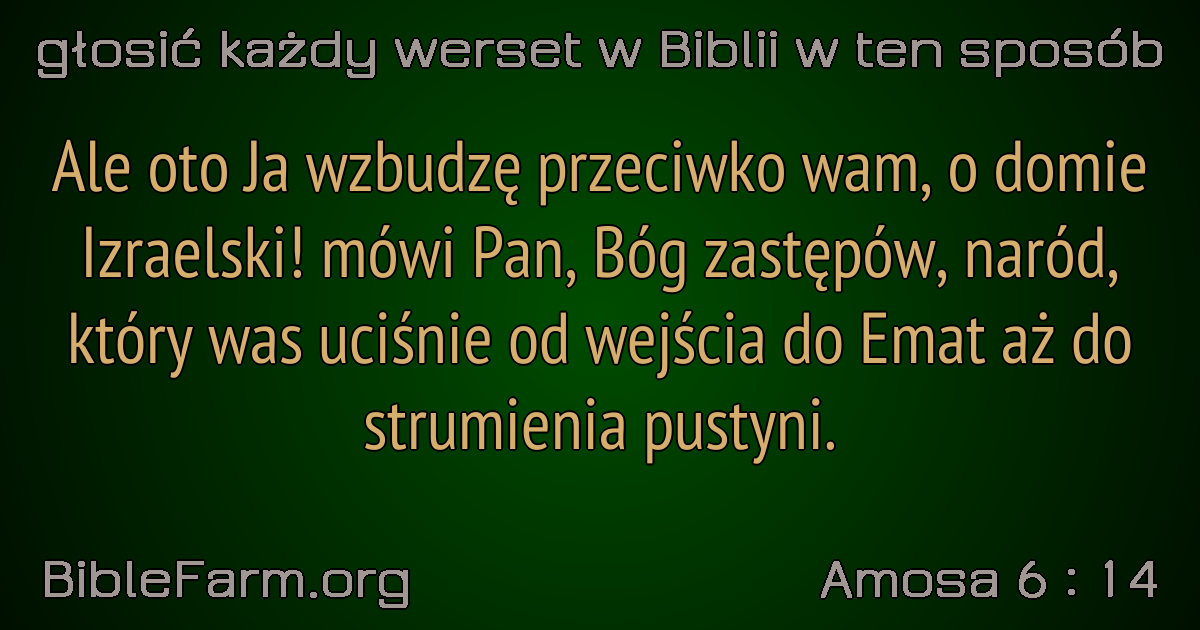 głosić każdy werset w Biblii w ten sposób
Ale oto Ja wzbudzę przeciwko wam, o domie
Izraelski! mówi Pan, Bóg zastępów, naród,
który was uciśnie od wejścia do Emat aż do
strumienia pustyni.
BibleFarm.org
Amosa 6 : 14